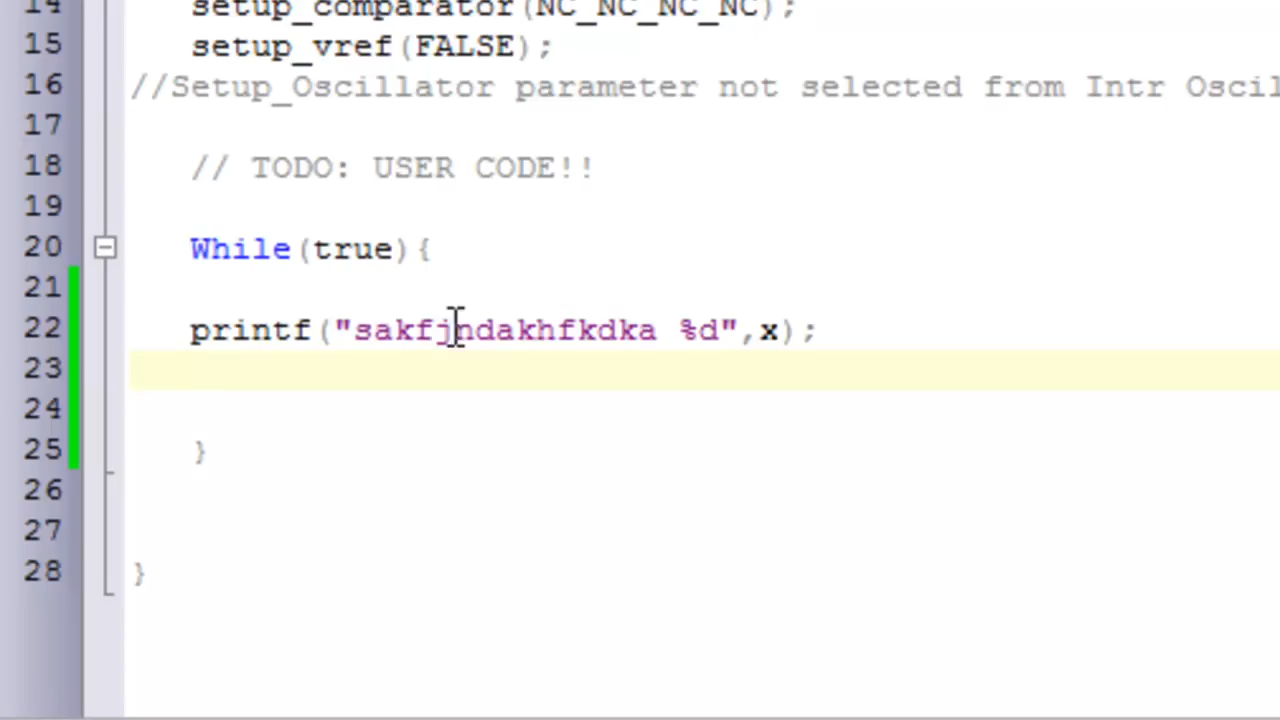 14 setup_comparator(NC_NC_NC_NC);
15 setup_vref(FALSE);
16 //Setup_Oscillator parameter not selected from Intr
17
18 // TODO: USER CODE!!
19
20 While(true){
21
22 printf("sakfjndakhfkdka %d",x);
23
24
25 }
26
27
28 }